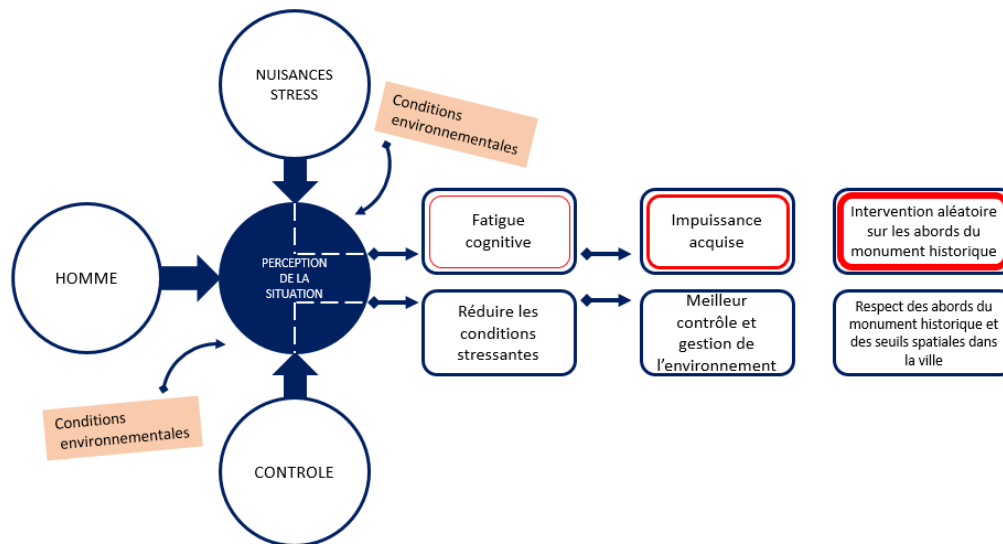 NUISANCES
STRESS
Conditions
environnementales
HOMME
PERCEPTION
DE LA
SITUATION
Fatigue
cognitive
Impuissance
acquise
Intervention aléatoire
sur les abords du
monument historique
Réduire les
conditions
stressantes
Meilleur
contrôle et
gestion de
l’environnement
Respect des abords du
monument historique et
des seuils spatiales dans
la ville
Conditions
environnementales
CONTROLE